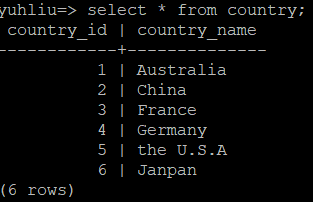 yuhliu=> select * from country;
country_id | country_name
------------+--------------
1 | Australia
2 | China
3 | France
4 | Germany
5 | the U.S.A
6 | Janpan
(6 rows)